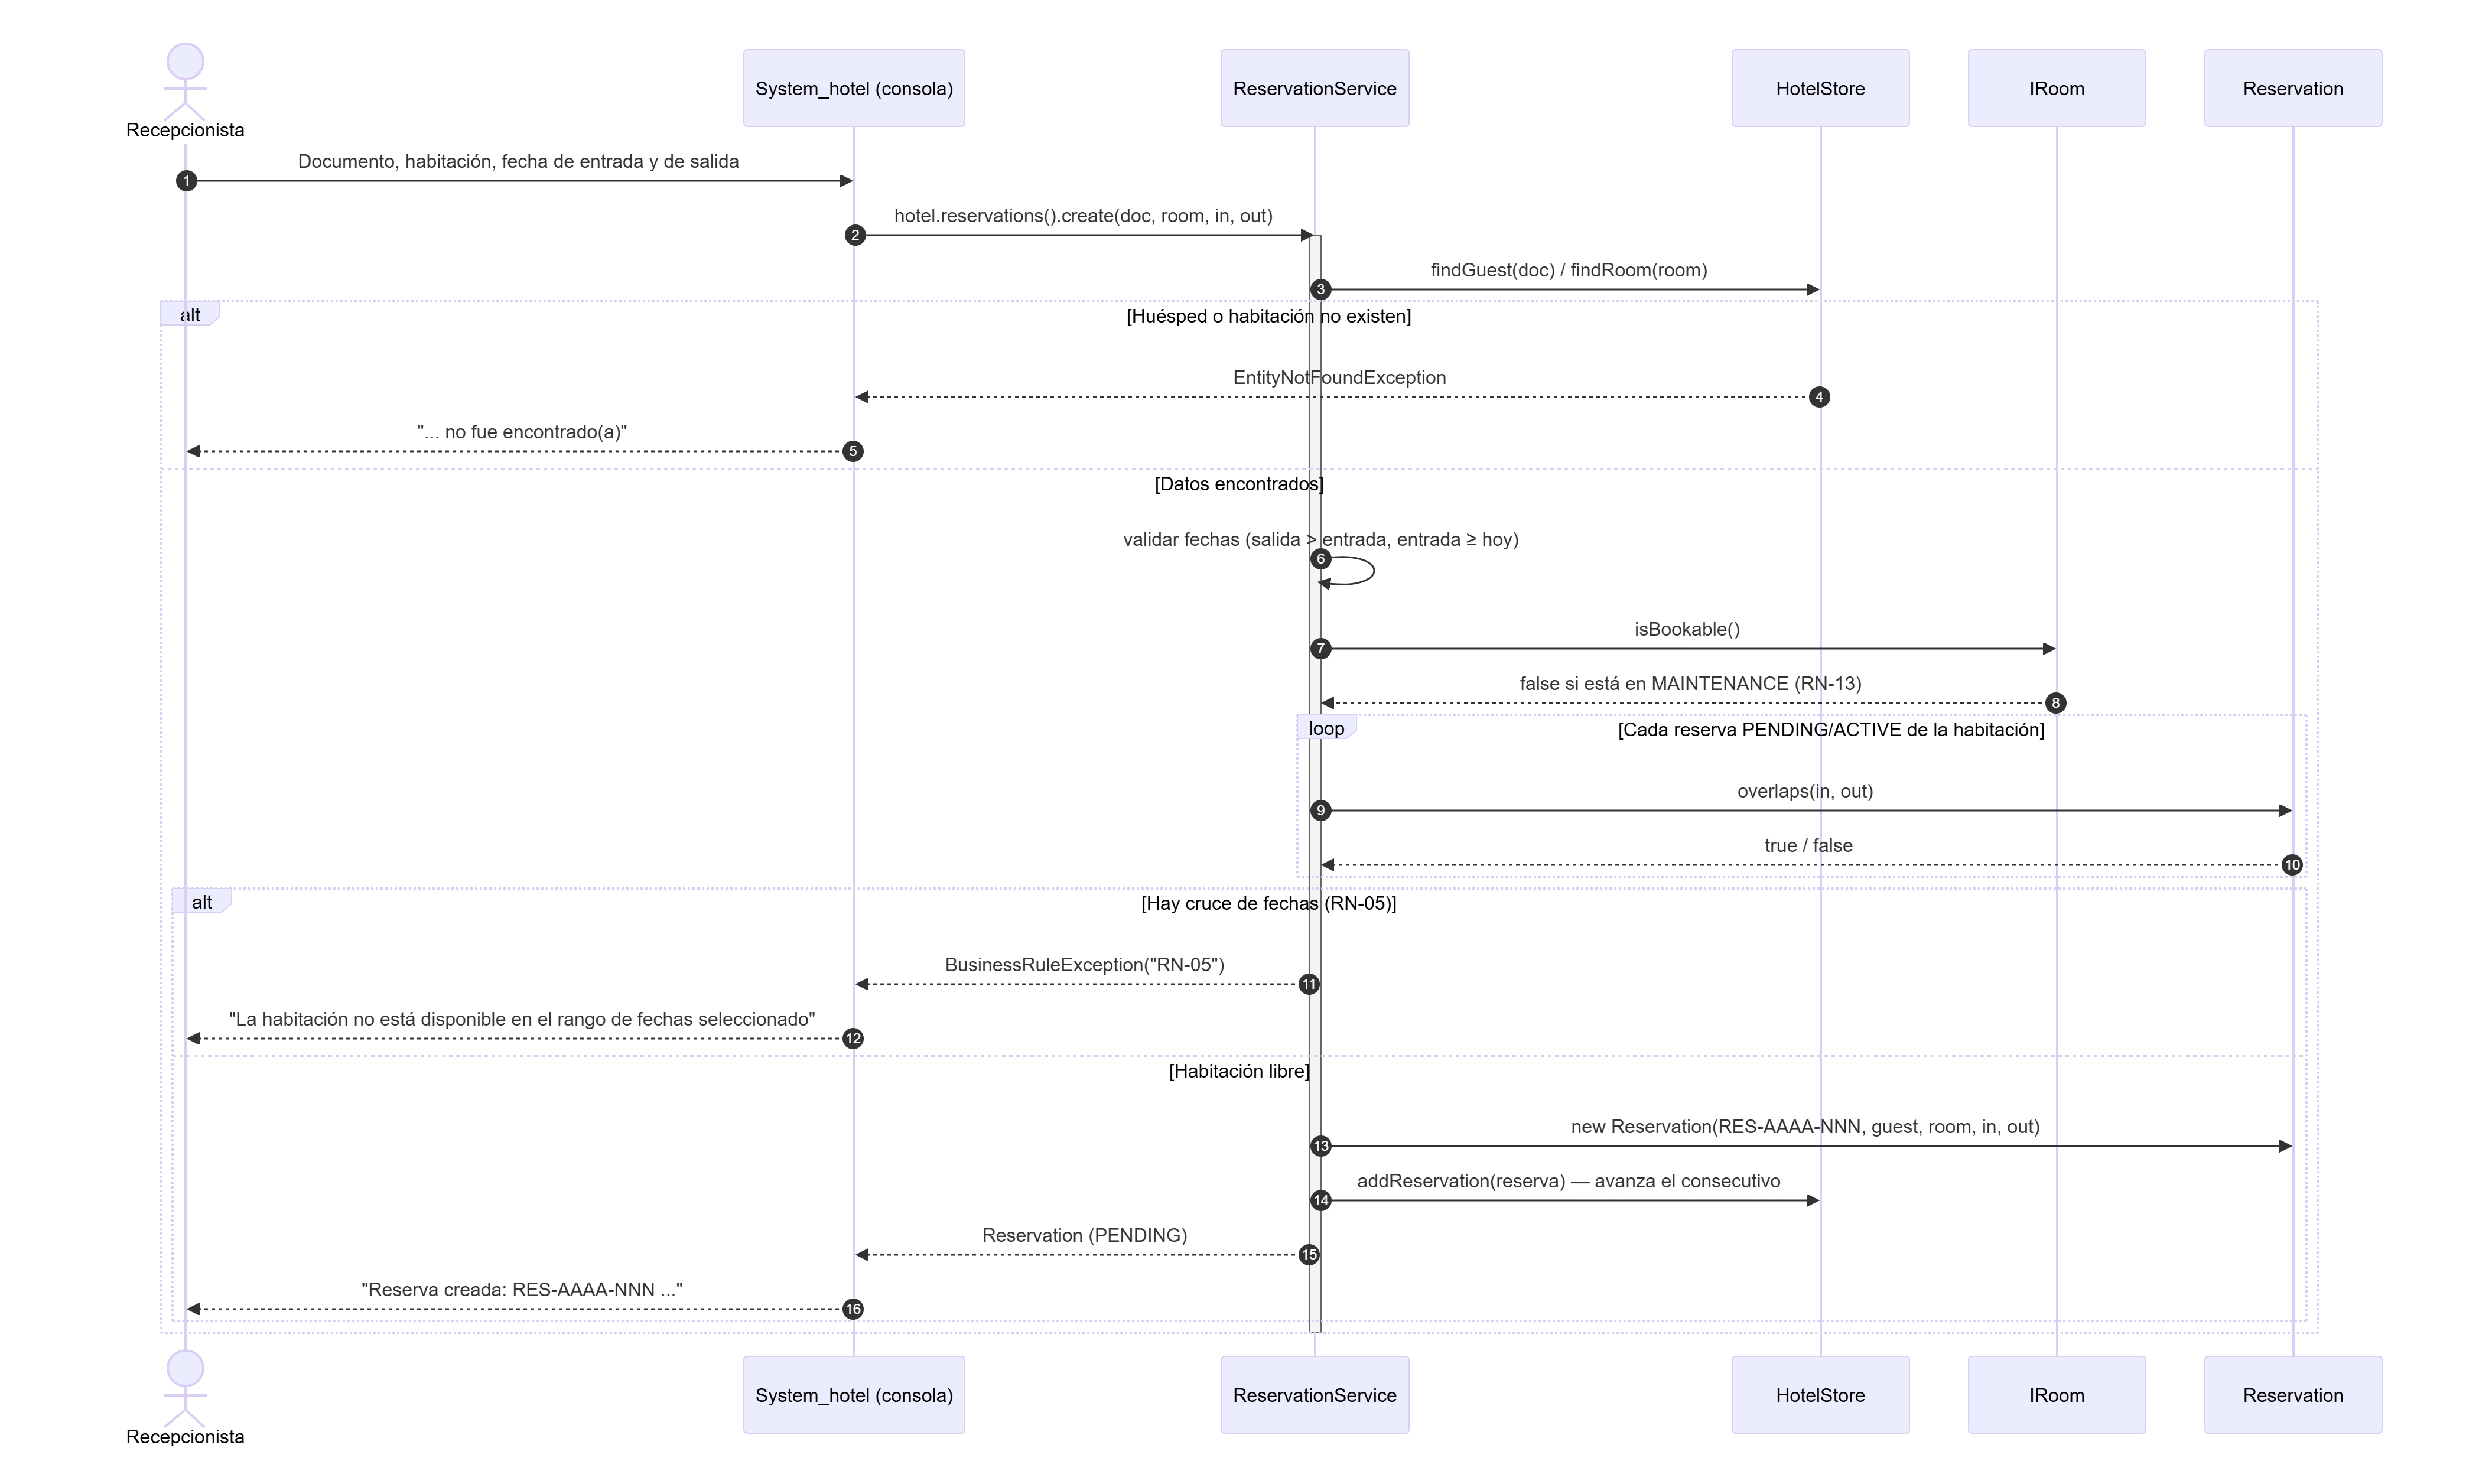 Recepcionista
System_hotel (consola)
ReservationService
HotelStore
IRoom
Reservation
Documento, habitación, fecha de entrada y de salida
1
hotel.reservations().create(doc, room, in, out)
2
findGuest(doc) / findRoom(room)
3
alt
[Huésped o habitación no existen]
EntityNotFoundException
4
"... no fue encontrado(a)"
5
[Datos encontrados]
validar fechas (salida > entrada, entrada ≥ hoy)
6
isBookable()
7
false si está en MAINTENANCE (RN-13)
8
loop
[Cada reserva PENDING/ACTIVE de la habitación]
overlaps(in, out)
9
true / false
10
alt
[Hay cruce de fechas (RN-05)]
BusinessRuleException("RN-05")
11
"La habitación no está disponible en el rango de fechas seleccionado"
12
[Habitación libre]
new Reservation(RES-AAAA-NNN, guest, room, in, out)
13
addReservation(reserva) — avanza el consecutivo
14
Reservation (PENDING)
15
"Reserva creada: RES-AAAA-NNN ..."
16
Recepcionista
System_hotel (consola)
ReservationService
HotelStore
IRoom
Reservation